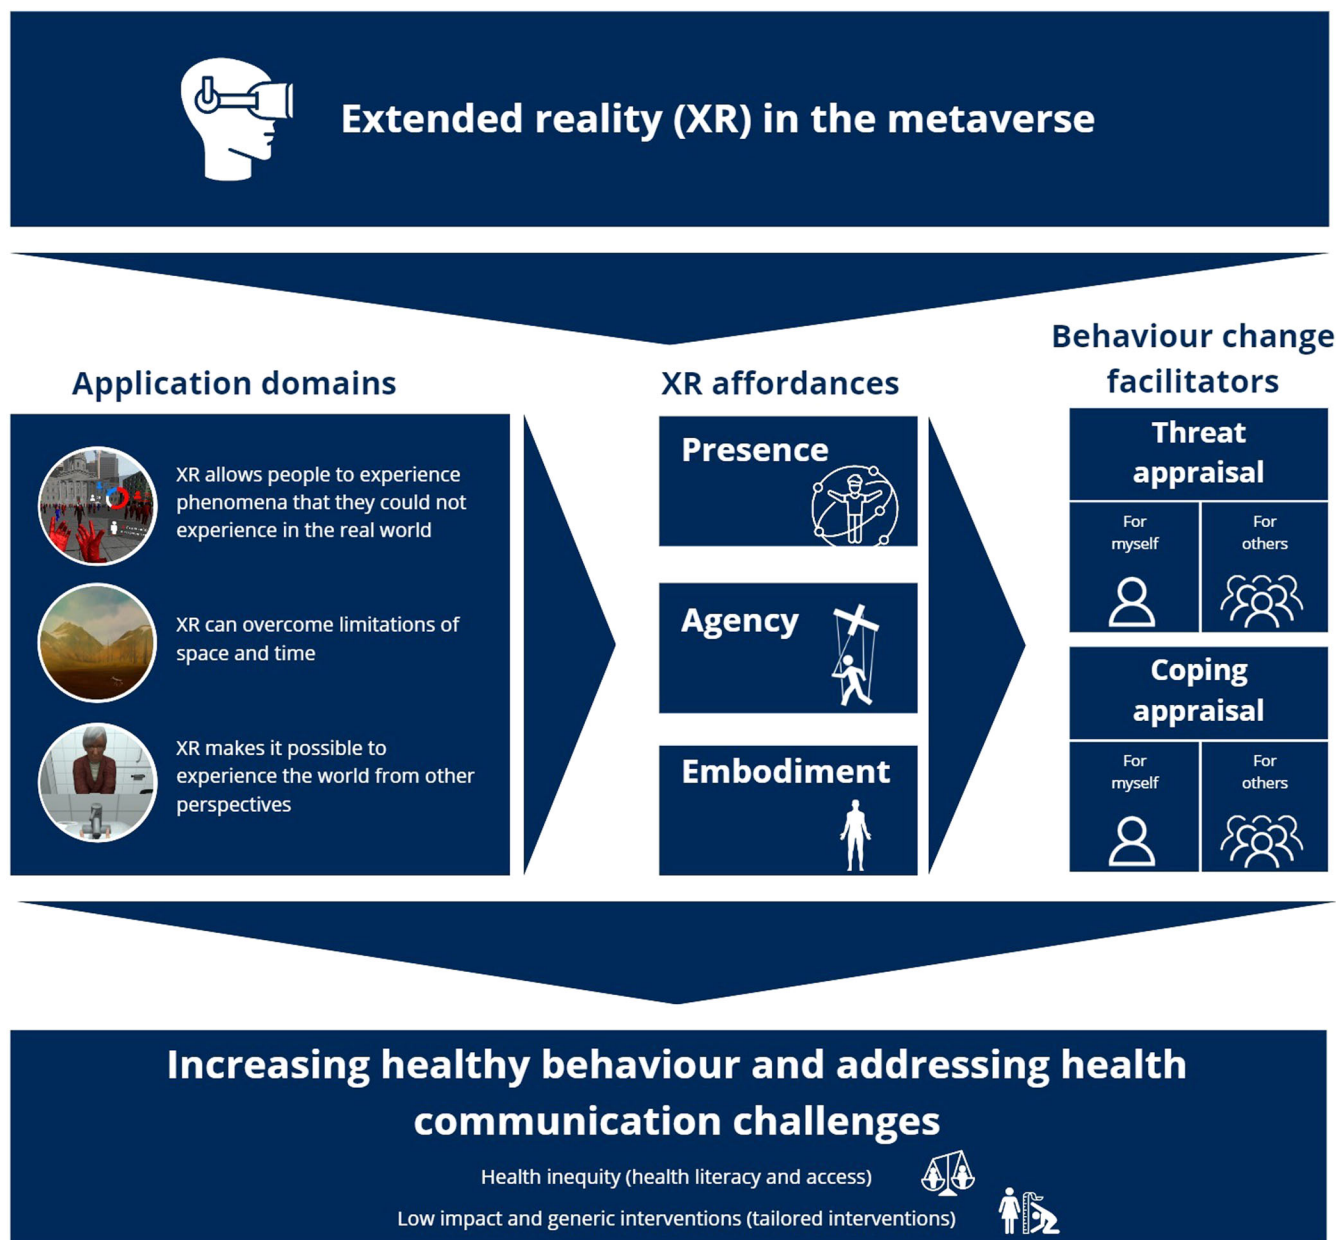 Extended reality (XR) in the metaverse
Application domains
XR allows people to experience
phenomena that they could not
experience in the real world
XR can overcome limitations of
space and time
XR makes it possible to
experience the world from other
perspectives
XR affordances
Presence
Agency
Embodiment
Behaviour change
facilitators
Threat
appraisal
For
myself
For
others
Coping
appraisal
For
myself
For
others
Increasing healthy behaviour and addressing health
communication challenges
Health inequity (health literacy and access)
Low impact and generic interventions (tailored interventions)